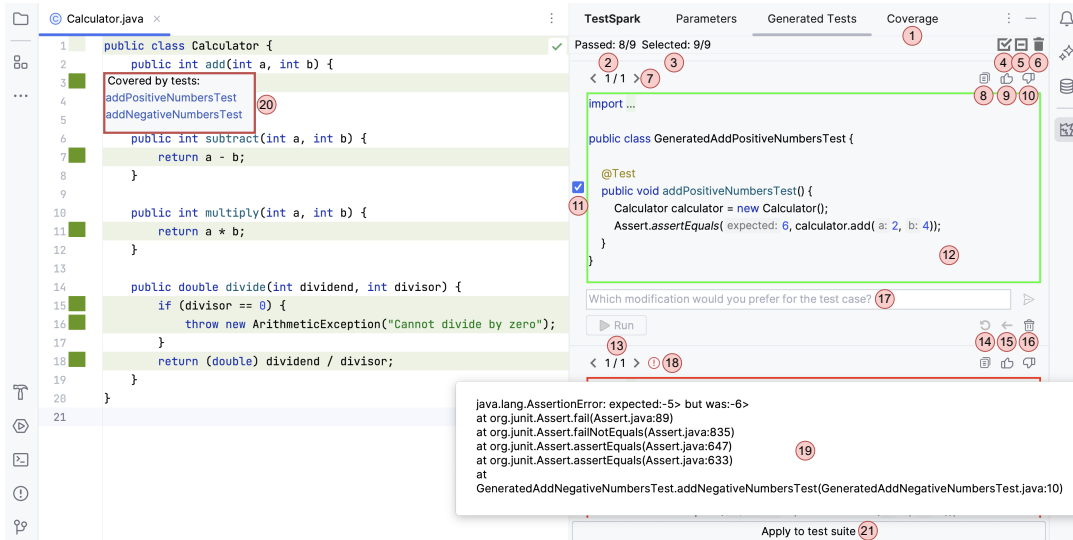 Calculator.java
1 public class Calculator {
2 public int add(int a, int b) {
3
Covered by tests:
addPositiveNumbersTest
addNegativeNumbersTest
20
4
5
6 public int subtract(int a, int b) {
7 return a - b;
8 }
9
10 public int multiply(int a, int b) {
11 return a * b;
12 }
13
14 public double divide(int dividend, int divisor) {
15 if (divisor == 0) {
16 throw new ArithmeticException("Cannot divide by zero");
17 }
18 return (double) dividend / divisor;
19 }
20 }
21
TestSpark Parameters Generated Tests Coverage
1
Passed: 8/9 Selected: 9/9
2 3 4 5 6
1 / 1 7
8 9 10
import ...
public class GeneratedAddPositiveNumbersTest {
@Test
public void addPositiveNumbersTest() {
11
Calculator calculator = new Calculator();
Assert.assertEquals( expected: 6, calculator.add( a: 2, b: 4));
}
}
12
Which modification would you prefer for the test case? 17
Run
13 14 15 16
1 / 1 18
java.lang.AssertionError: expected:-5> but was:-6>
at org.junit.Assert.fail(Assert.java:89)
at org.junit.Assert.failNotEquals(Assert.java:835)
at org.junit.Assert.assertEquals(Assert.java:647)
at org.junit.Assert.assertEquals(Assert.java:633)
at
GeneratedAddNegativeNumbersTest.addNegativeNumbersTest(GeneratedAddNegativeNumbersTest.java:10)
19
Apply to test suite 21